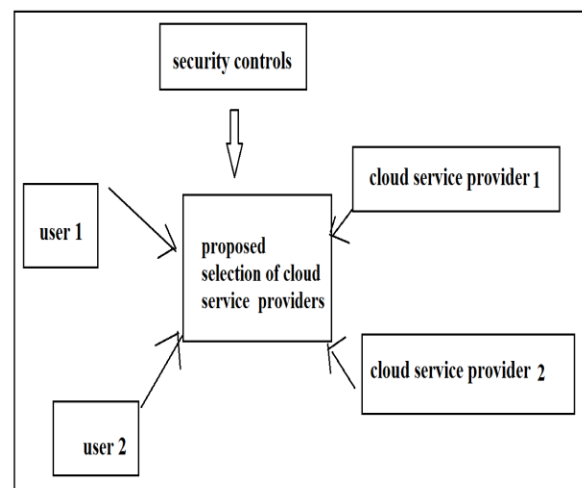 security controls
cloud service provider 1
user 1
proposed
selection of cloud
service providers
cloud service provider 2
user 2